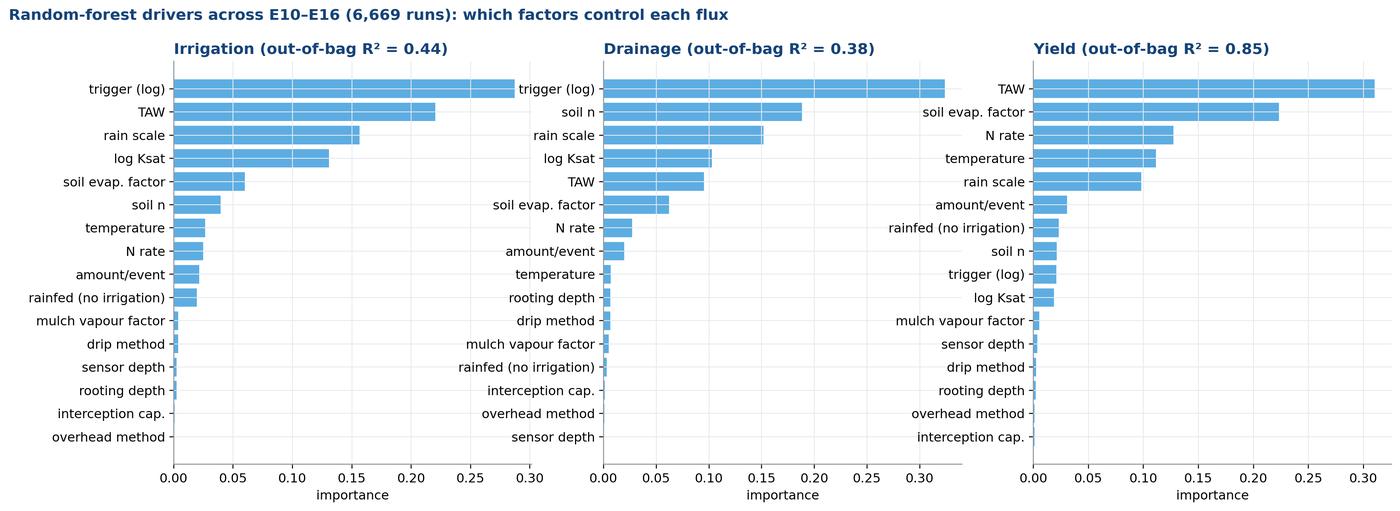 Random-forest drivers across E10–E16 (6,669 runs): which factors control each flux
Irrigation (out-of-bag R² = 0.44)
trigger (log)
TAW
rain scale
log Ksat
soil evap. factor
soil n
temperature
N rate
amount/event
rainfed (no irrigation)
mulch vapour factor
drip method
sensor depth
rooting depth
interception cap.
overhead method
0.00 0.05 0.10 0.15 0.20 0.25 0.30
importance
Drainage (out-of-bag R² = 0.38)
trigger (log)
soil n
rain scale
log Ksat
TAW
soil evap. factor
N rate
amount/event
temperature
rooting depth
drip method
mulch vapour factor
rainfed (no irrigation)
interception cap.
overhead method
sensor depth
0.00 0.05 0.10 0.15 0.20 0.25 0.30
importance
Yield (out-of-bag R² = 0.85)
TAW
soil evap. factor
N rate
temperature
rain scale
amount/event
rainfed (no irrigation)
soil n
trigger (log)
log Ksat
mulch vapour factor
sensor depth
drip method
rooting depth
overhead method
interception cap.
0.00 0.05 0.10 0.15 0.20 0.25 0.30
importance